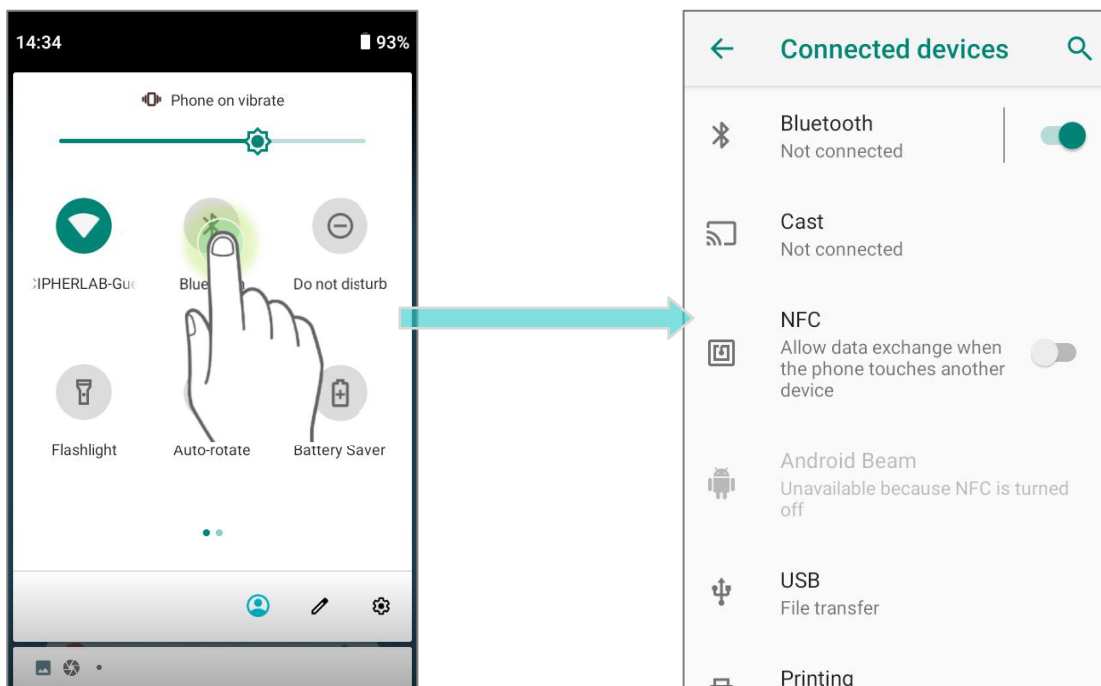 14:34
93%
Phone on vibrate
CIPHERLAB-Gue
Do not disturb
Flashlight
Auto-rotate
Battery Saver
Connected devices
Bluetooth
Not connected
Cast
Not connected
NFC
Allow data exchange when
the phone touches another
device
Android Beam
Unavailable because NFC is turned
off
USB
File transfer
Printing